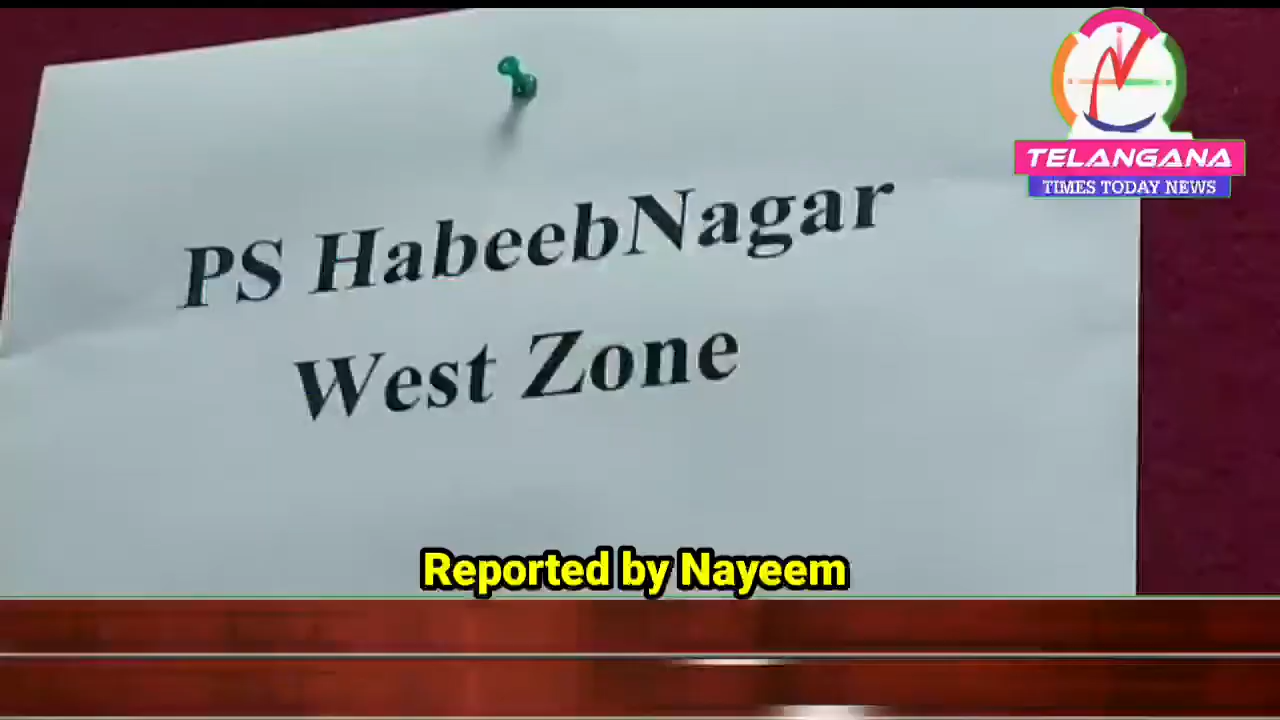 TELANGANA
TIMES TODAY NEWS
PS HabeebNagar
West Zone
Reported by Nayeem